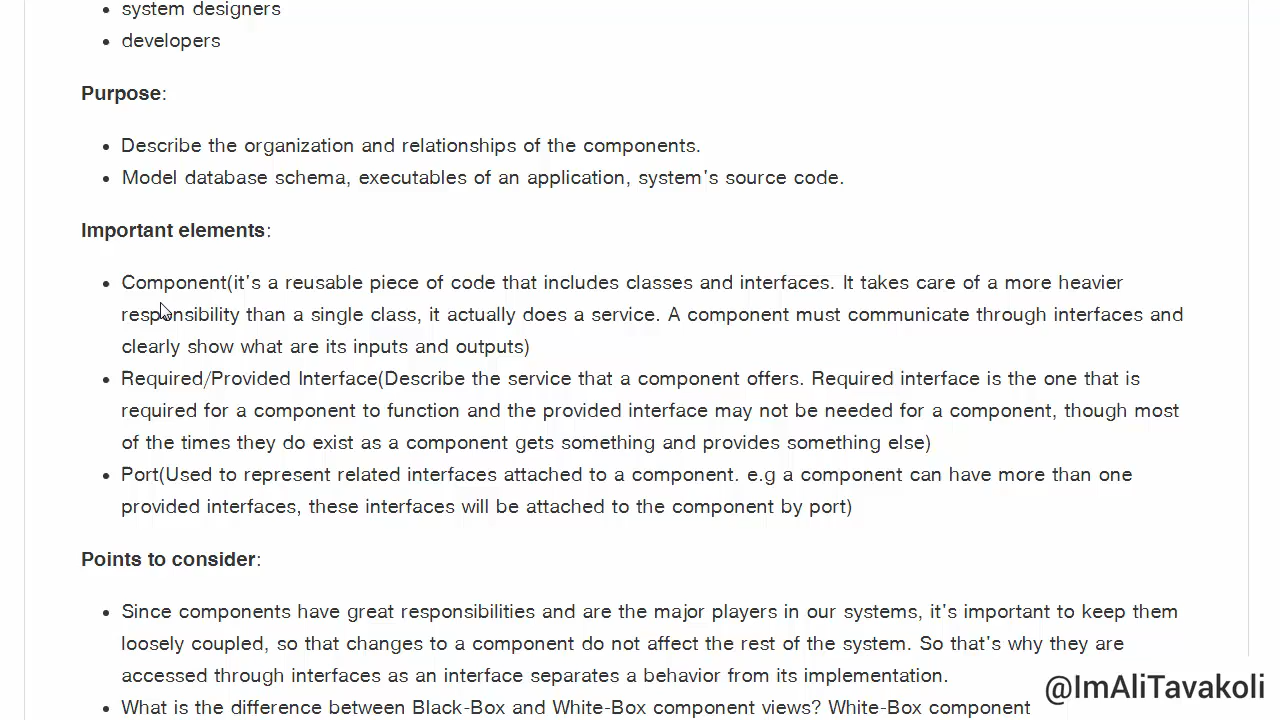 system designers
developers
Purpose:
Describe the organization and relationships of the components.
Model database schema, executables of an application, system's source code.
Important elements:
Component(it's a reusable piece of code that includes classes and interfaces. It takes care of a more heavier
responsibility than a single class, it actually does a service. A component must communicate through interfaces and
clearly show what are its inputs and outputs)
Required/Provided Interface(Describe the service that a component offers. Required interface is the one that is
required for a component to function and the provided interface may not be needed for a component, though most
of the times they do exist as a component gets something and provides something else)
Port(Used to represent related interfaces attached to a component. e.g a component can have more than one
provided interfaces, these interfaces will be attached to the component by port)
Points to consider:
Since components have great responsibilities and are the major players in our systems, it's important to keep them
loosely coupled, so that changes to a component do not affect the rest of the system. So that's why they are
accessed through interfaces as an interface separates a behavior from its implementation.
What is the difference between Black-Box and White-Box component views? White-Box component
@ImAliTavakoli